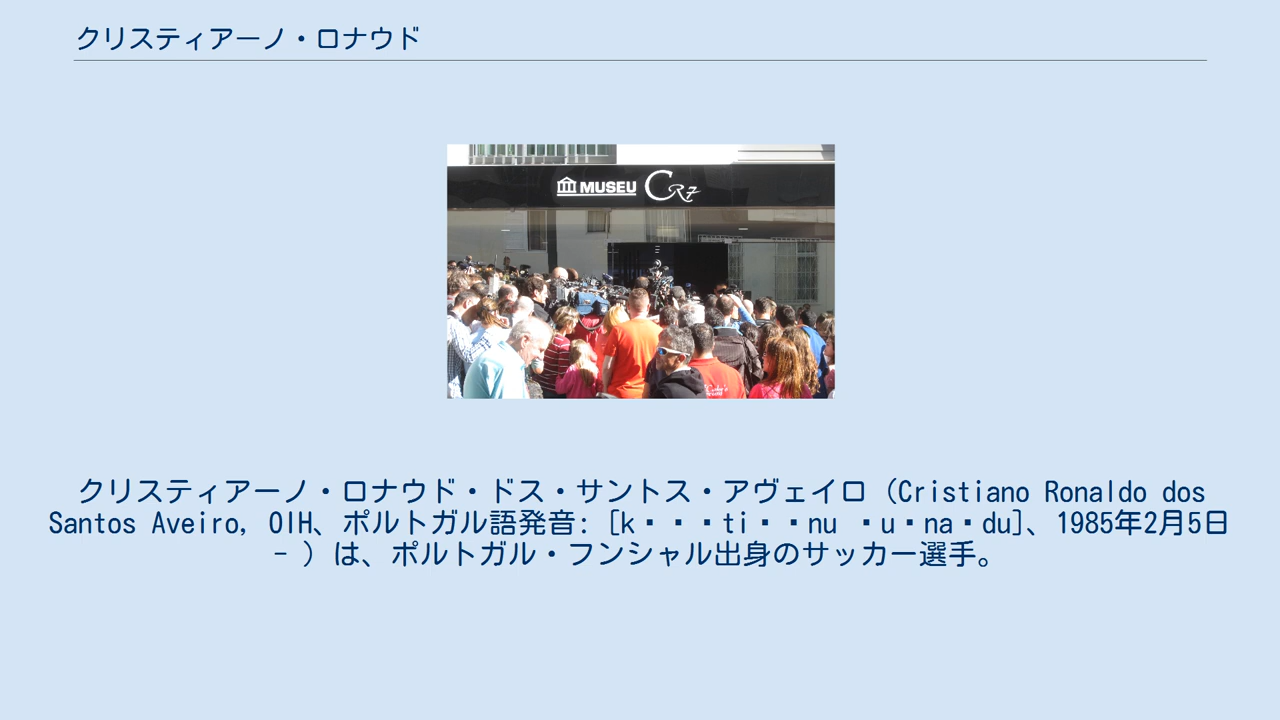 クリスティアーノ・ロナウド
MUSEU CR7
クリスティアーノ・ロナウド・ドス・サントス・アヴェイロ（Cristiano Ronaldo dos
Santos Aveiro, OIH、ポルトガル語発音: [k・・・ti・・nu ・u・na・du]、1985年2月5日
- ）は、ポルトガル・フンシャル出身のサッカー選手。